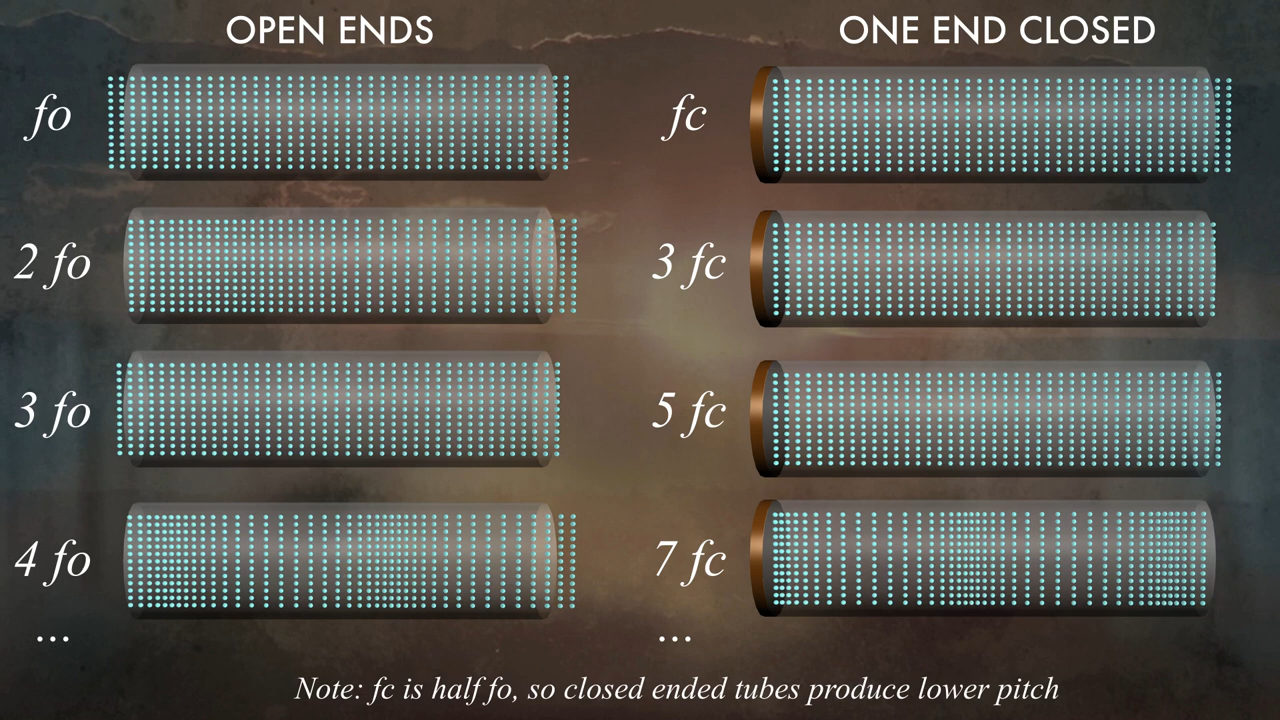 OPEN ENDS
fo
2 fo
3 fo
4 fo
...
ONE END CLOSED
fc
3 fc
5 fc
7 fc
...
Note: fc is half fo, so closed ended tubes produce lower pitch